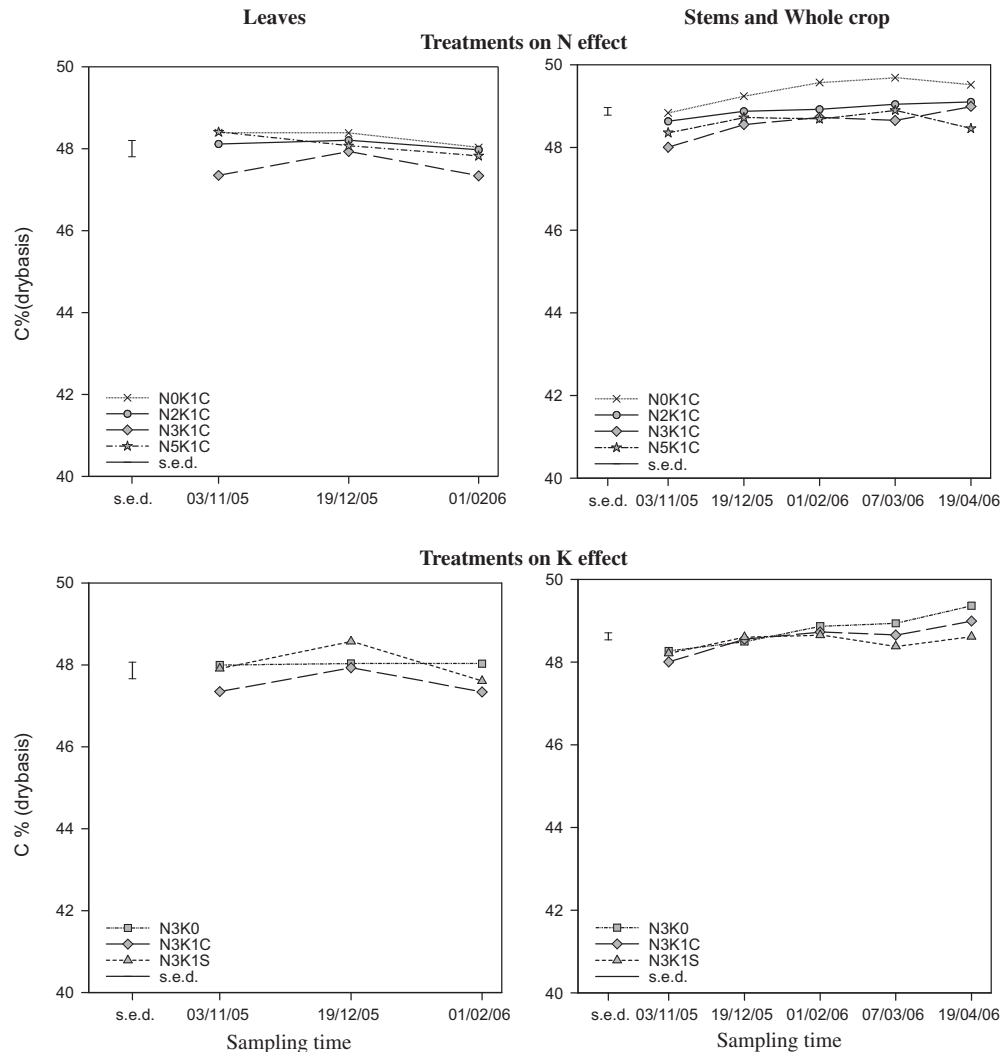 Leaves
Stems and Whole crop
Treatments on N effect
50
48
46
44
42
40
C%(drybasis)
N0K1C
N2K1C
N3K1C
N5K1C
s.e.d.
s.e.d. 03/11/05 19/12/05 01/02/06
50
48
46
44
42
40
N0K1C
N2K1C
N3K1C
N5K1C
s.e.d.
s.e.d. 03/11/05 19/12/05 01/02/06 07/03/06 19/04/06
Treatments on K effect
50
48
46
44
42
40
C % (drybasis)
N3K0
N3K1C
N3K1S
s.e.d.
s.e.d. 03/11/05 19/12/05 01/02/06
Sampling time
50
48
46
44
42
40
N3K0
N3K1C
N3K1S
s.e.d.
s.e.d. 03/11/05 19/12/05 01/02/06 07/03/06 19/04/06
Sampling time